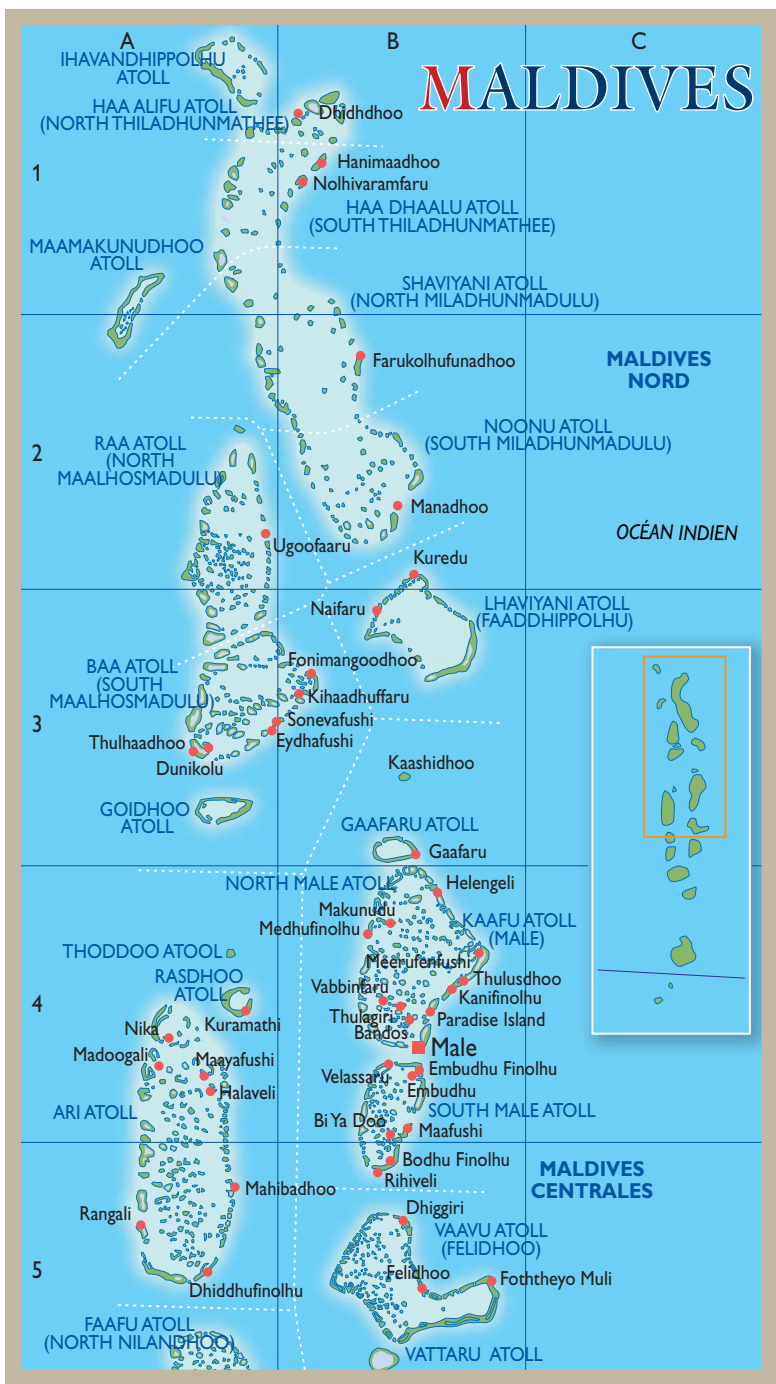 A
B
C
MALDIVES
IHAVANDHIPPOLHU
ATOLL
HAA ALIFU ATOLL
(NORTH THILADHUNMATHEE)
Dhidhdhoo
1
Hanimaadhoo
Nolhivaramfaru
HAA DHAALU ATOLL
(SOUTH THILADHUNMATHEE)
MAAMAKUNUDHOO
ATOLL
SHAVIYANI ATOLL
(NORTH MILADHUNMADULU)
Farukolhufunadhoo
MALDIVES
NORD
2
RAA ATOLL
(NORTH
MAALHOSMADULU)
NOONU ATOLL
(SOUTH MILADHUNMADULU)
Manadhoo
Ugoofaaru
OCÉAN INDIEN
Kuredu
Naifaru
LHAVIYANI ATOLL
(FAADDHIPPOLHU)
BAA ATOLL
(SOUTH
MAALHOSMADULU)
Fonimangoodhoo
Kihaadhuffaru
3
Sonevafushi
Eydhafushi
Thulhaadhoo
Dunikolu
Kaashidhoo
GOIDHOO
ATOLL
GAAFARU ATOLL
Gaafaru
NORTH MALE ATOLL
Helengeli
Makunudu
Medhufinolhu
KAAFU ATOLL
(MALE)
THODDOO ATOOL
Meerufenfushi
RASDHOO
ATOLL
Thulusdhoo
Vabbinfaru
Kanifinolhu
4
Kuramathi
Thulagiri
Paradise Island
Nika
Bandos
Male
Madoogali
Maayafushi
Velassaru
Embudhu Finolhu
Halaveli
Embudhu
ARI ATOLL
SOUTH MALE ATOLL
Bi Ya Doo
Maafushi
Bodhu Finolhu
Rihiveli
MALDIVES
CENTRALES
Mahibadhoo
Rangali
Dhiggiri
VAAVU ATOLL
(FELIDHOO)
5
Felidhoo
Foththeyo Muli
Dhiddhufinolhu
FAAFU ATOLL
(NORTH NILANDHOO)
VATTARU ATOLL